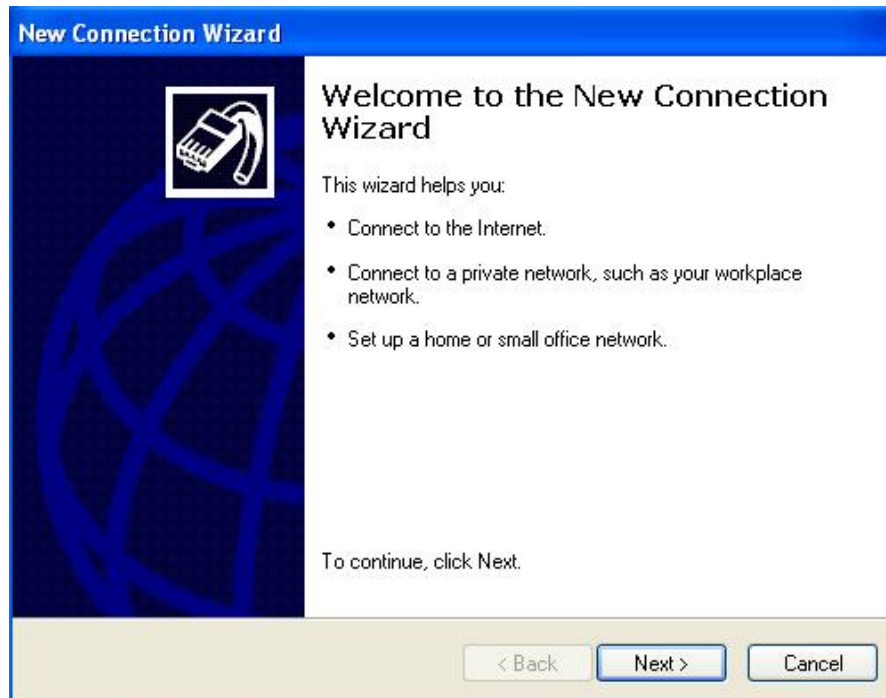 New Connection Wizard
Welcome to the New Connection
Wizard
This wizard helps you:
• Connect to the Internet.
• Connect to a private network, such as your workplace
network.
• Set up a home or small office network.
To continue, click Next.
< Back Next > Cancel